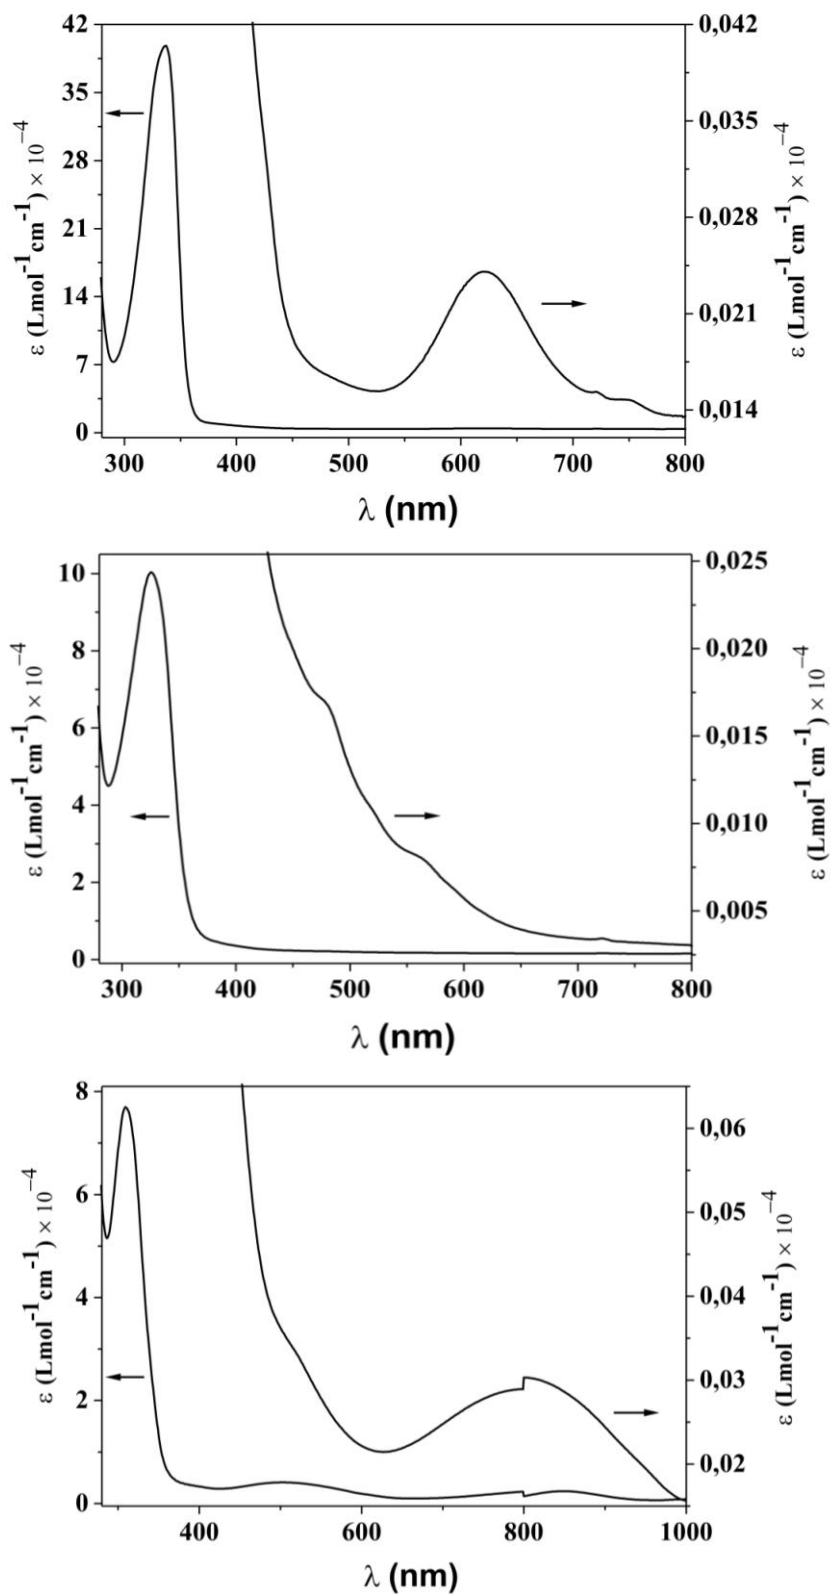 42
35
28
21
14
7
0
ε (Lmol⁻¹cm⁻¹) × 10⁻⁴
0,042
0,035
0,028
0,021
0,014
ε (Lmol⁻¹cm⁻¹) × 10⁻⁴
300 400 500 600 700 800
λ (nm)
10
8
6
4
2
0
ε (Lmol⁻¹cm⁻¹) × 10⁻⁴
0,025
0,020
0,015
0,010
0,005
ε (Lmol⁻¹cm⁻¹) × 10⁻⁴
300 400 500 600 700 800
λ (nm)
8
6
4
2
0
ε (Lmol⁻¹cm⁻¹) × 10⁻⁴
0,06
0,05
0,04
0,03
0,02
ε (Lmol⁻¹cm⁻¹) × 10⁻⁴
400 600 800 1000
λ (nm)